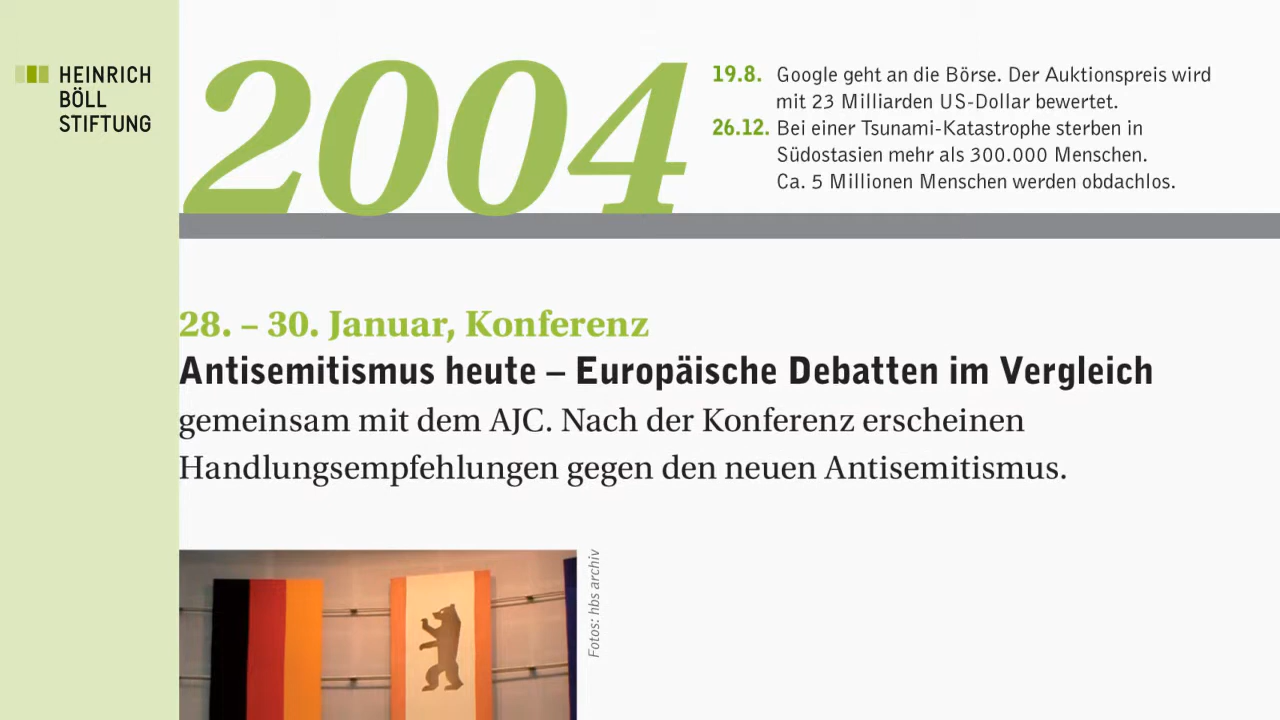 HEINRICH
BÖLL
STIFTUNG
2004
19.8. Google geht an die Börse. Der Auktionspreis wird
mit 23 Milliarden US-Dollar bewertet.
26.12. Bei einer Tsunami-Katastrophe sterben in
Südostasien mehr als 300.000 Menschen.
Ca. 5 Millionen Menschen werden obdachlos.
28. – 30. Januar, Konferenz
Antisemitismus heute – Europäische Debatten im Vergleich
gemeinsam mit dem AJC. Nach der Konferenz erscheinen
Handlungsempfehlungen gegen den neuen Antisemitismus.
Fotos: hbs archiv